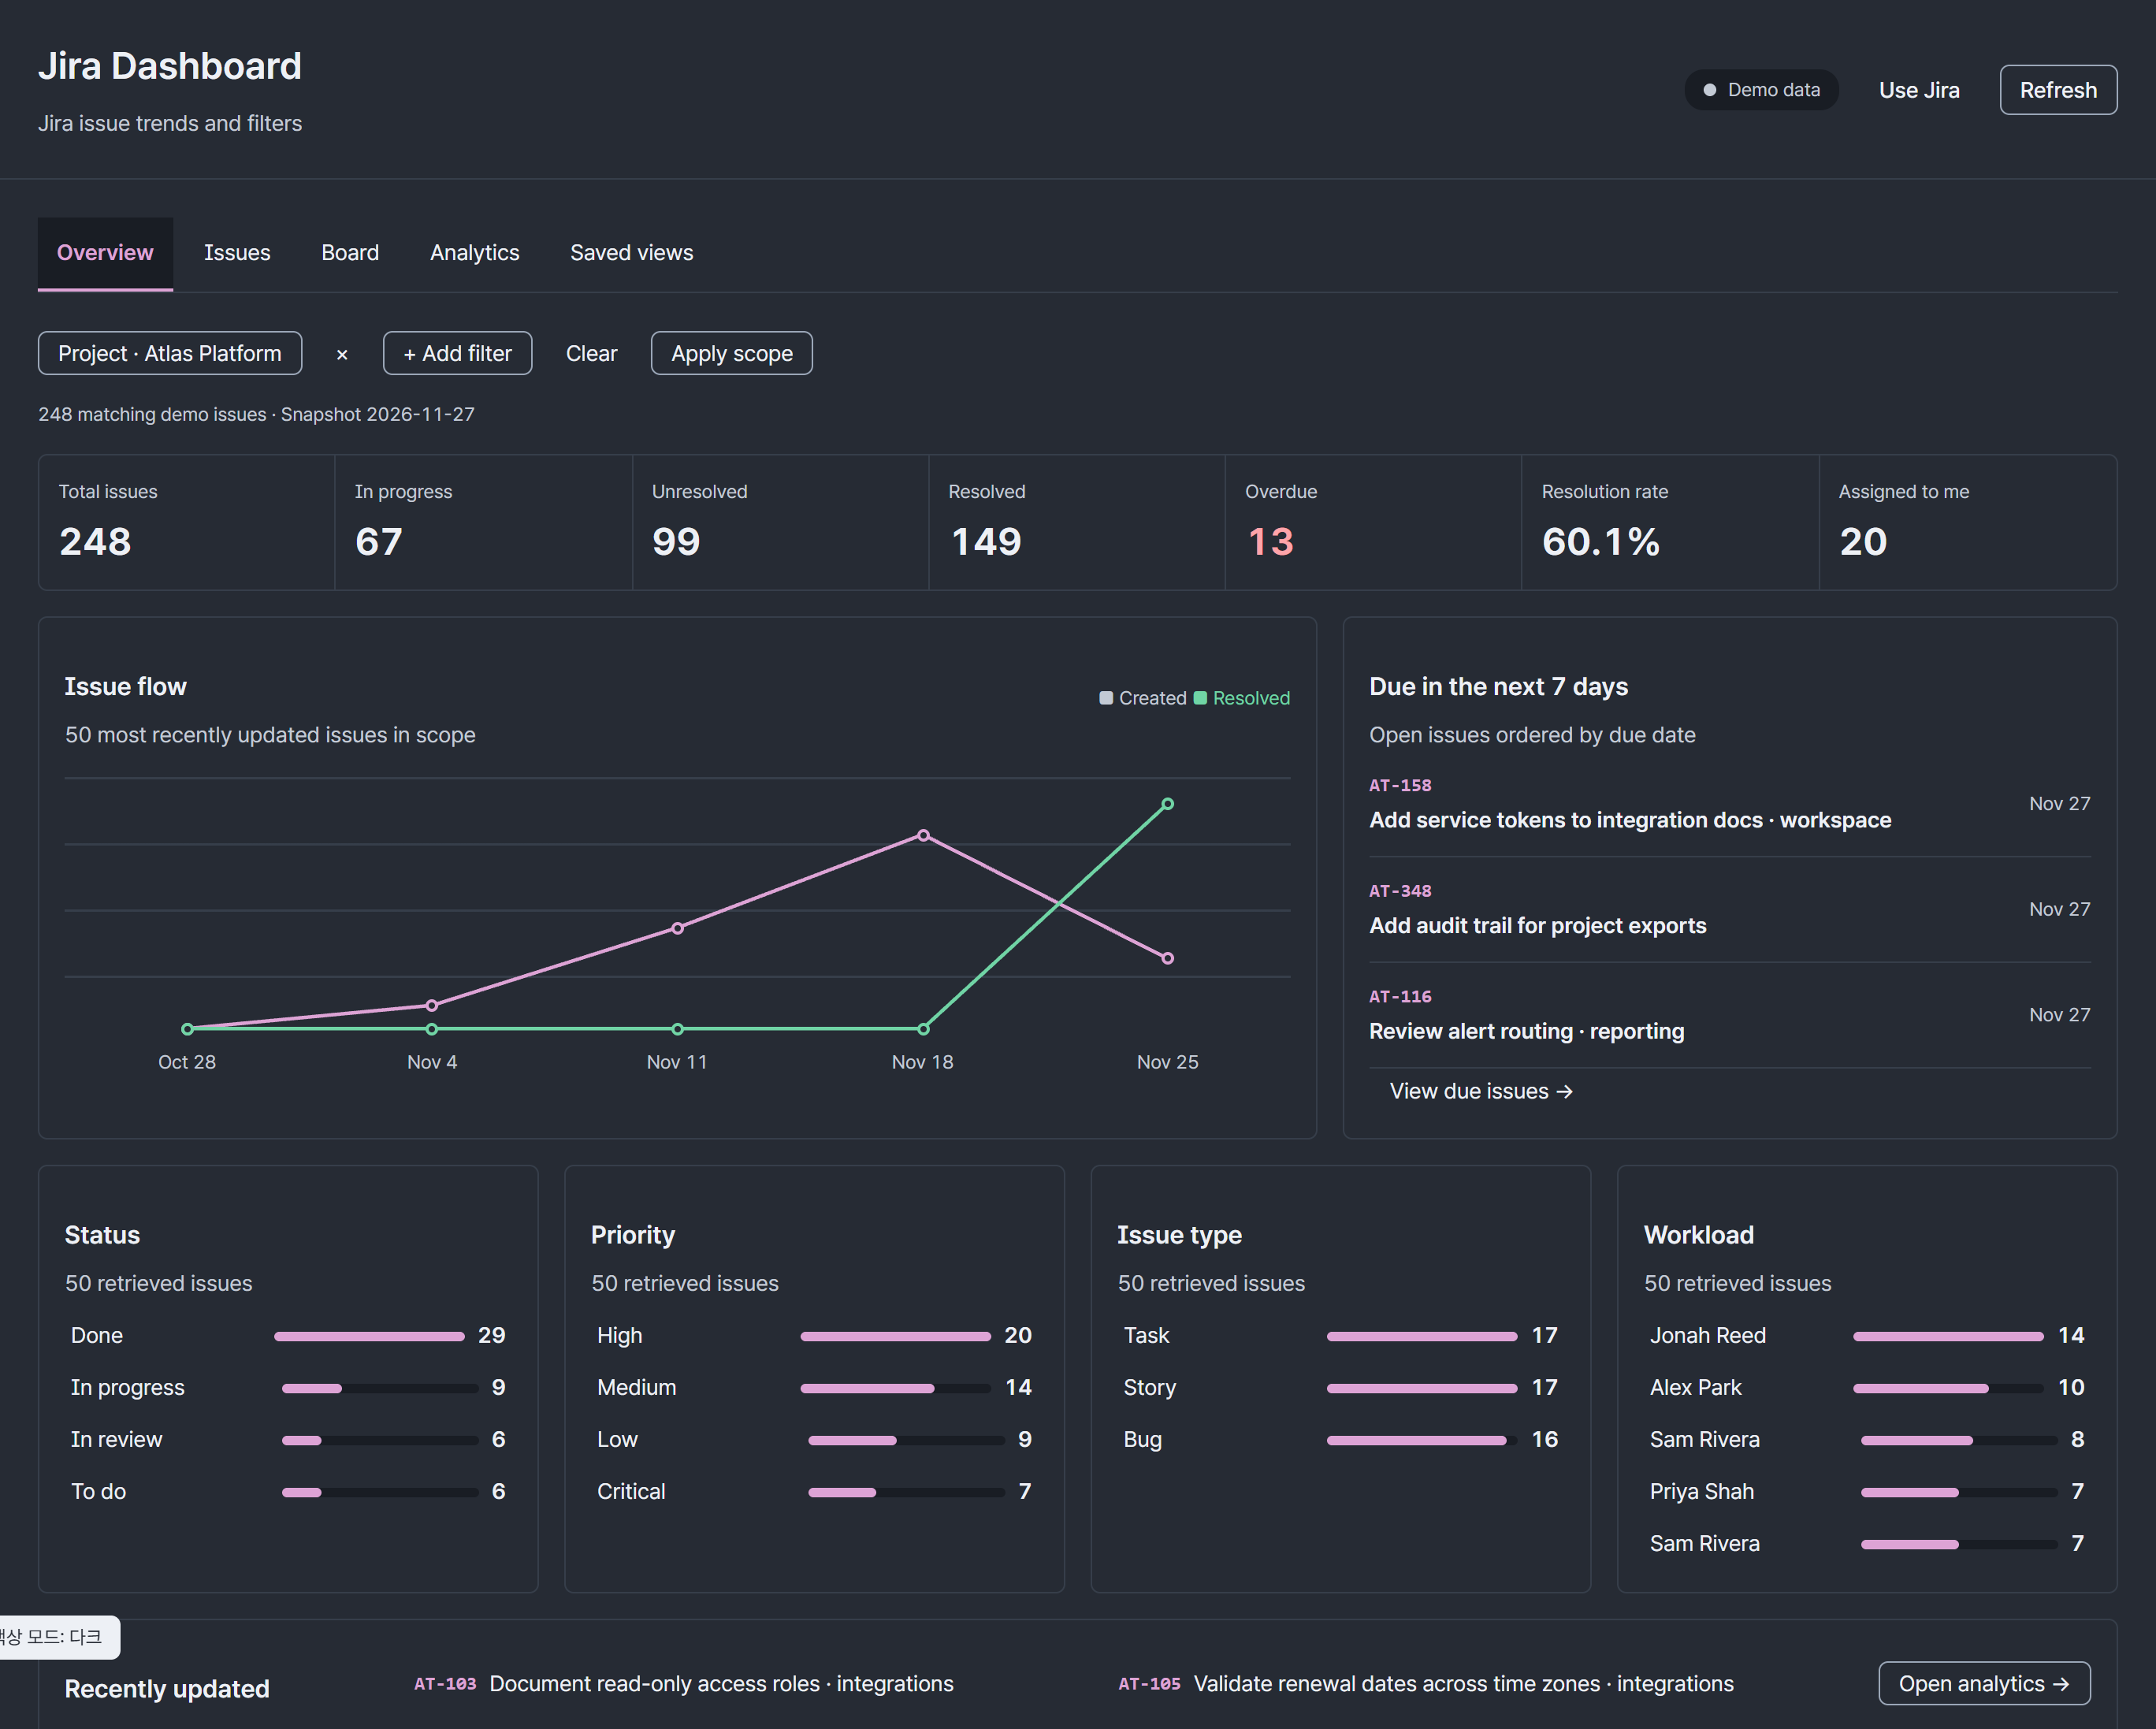 Jira Dashboard
Jira issue trends and filters
Demo data
Use Jira
Refresh
Overview
Issues
Board
Analytics
Saved views
Project · Atlas Platform
×
+ Add filter
Clear
Apply scope
248 matching demo issues · Snapshot 2026-11-27
Total issues
248
In progress
67
Unresolved
99
Resolved
149
Overdue
13
Resolution rate
60.1%
Assigned to me
20
Issue flow
50 most recently updated issues in scope
Created
Resolved
Oct 28
Nov 4
Nov 11
Nov 18
Nov 25
Due in the next 7 days
Open issues ordered by due date
AT-158
Add service tokens to integration docs · workspace
Nov 27
AT-348
Add audit trail for project exports
Nov 27
AT-116
Review alert routing · reporting
Nov 27
View due issues →
Status
50 retrieved issues
Done 29
In progress 9
In review 6
To do 6
Priority
50 retrieved issues
High 20
Medium 14
Low 9
Critical 7
Issue type
50 retrieved issues
Task 17
Story 17
Bug 16
Workload
50 retrieved issues
Jonah Reed 14
Alex Park 10
Sam Rivera 8
Priya Shah 7
Sam Rivera 7
모드: 다크
Recently updated
AT-103 Document read-only access roles · integrations
AT-105 Validate renewal dates across time zones · integrations
Open analytics →